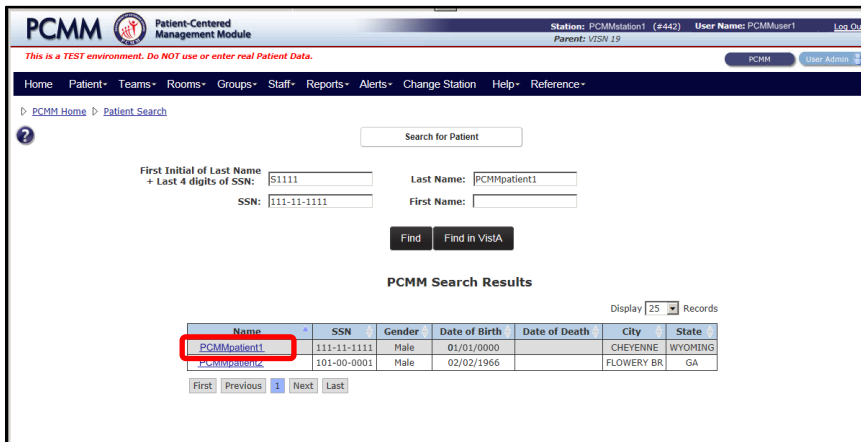 PCMM
Patient-Centered
Management Module
Station: PCMMstation1 (#442) User Name: PCMMuser1 Log Ou
Parent: VISN 19
This is a TEST environment. Do NOT use or enter real Patient Data.
PCMM User Admin
Home Patient Teams Rooms Groups Staff Reports Alerts Change Station Help Reference
PCMM Home Patient Search
?
Search for Patient
First Initial of Last Name
+ Last 4 digits of SSN: S1111 Last Name: PCMMpatient1
SSN: 111-11-1111 First Name:
Find Find in VistA
PCMM Search Results
Display 25 Records
Name SSN Gender Date of Birth Date of Death City State
PCMMpatient1 111-11-1111 Male 01/01/0000 CHEYENNE WYOMING
PCMMpatient2 101-00-0001 Male 02/02/1966 FLOWERY BR GA
First Previous 1 Next Last